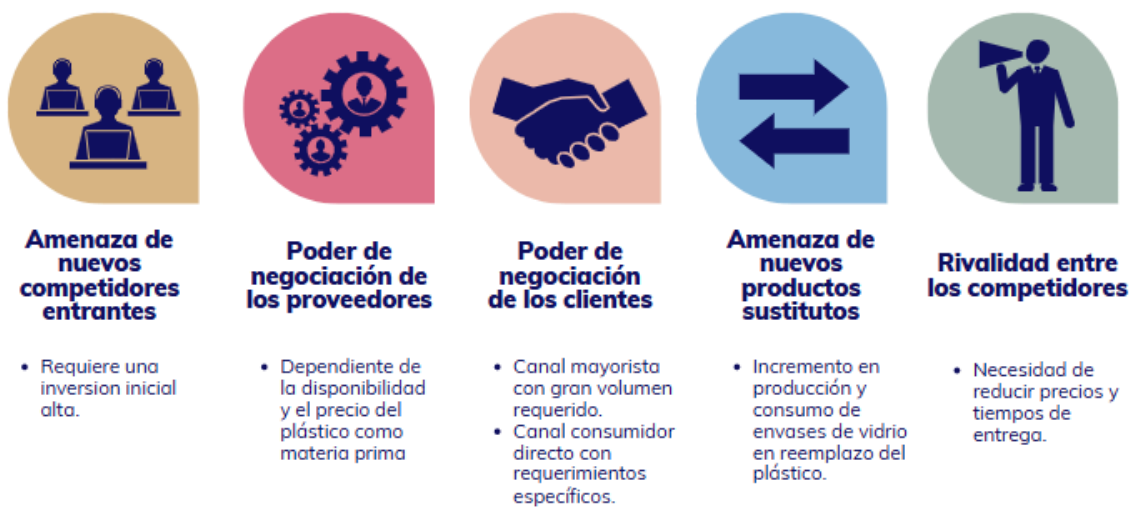 Amenaza de
nuevos
competidores
entrantes
• Requiere una
inversion inicial
alta.
Poder de
negociación de
los proveedores
• Dependiente de
la disponibilidad
y el precio del
plástico como
materia prima
Poder de
negociación
de los clientes
• Canal mayorista
con gran volumen
requerido.
• Canal consumidor
directo con
requerimientos
específicos.
Amenaza de
nuevos
productos
sustitutos
• Incremento en
producción y
consumo de
envases de vidrio
en reemplazo del
plástico.
Rivalidad entre
los competidores
• Necesidad de
reducir precios y
tiempos de
entrega.